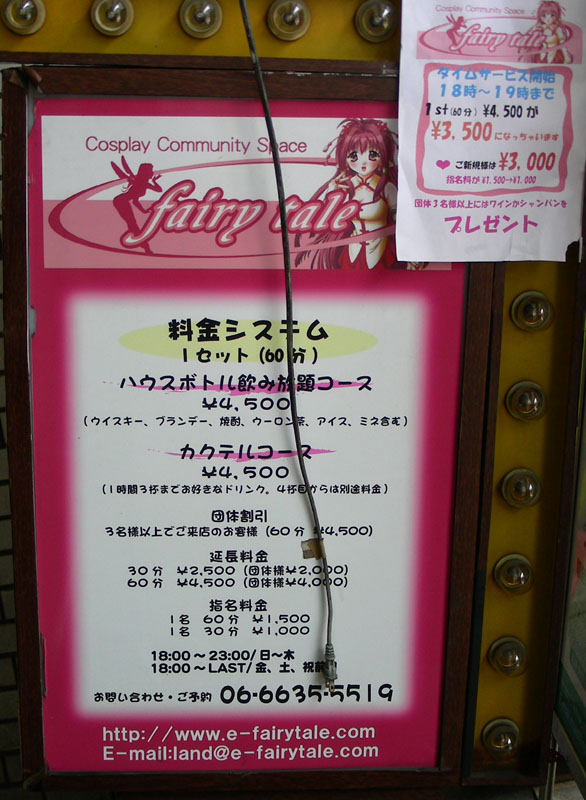 Cosplay Community Space
fairy tale
料金システム
1セット(60分)
ハウスボトル飲み放題コース
¥4,500
(ウイスキー、ブランデー、焼酎、ウーロン茶、アイス、ミネ含む)
カクテルコース
¥4,500
(1時間3杯までお好きなドリンク。4杯目からは別途料金)
団体割引
3名様以上でご来店のお客様(60分 ¥4,500)
延長料金
30分 ¥2,500(団体様¥2,000)
60分 ¥4,500(団体様¥4,000)
指名料金
1名 60分 ¥1,500
1名 30分 ¥1,000
18:00~23:00/日~木
18:00~LAST/金、土、祝前
お問い合わせ・ご予約 06-6635-5519
http://www.e-fairytale.com
E-mail:land@e-fairytale.com
Cosplay Community Space
fairy tale
タイムサービス開始
18時~19時まで
1st(60分) ¥4,500が
¥3,500になっちゃいます
ご新規様は¥3,000
指名料が¥1,500→¥1,000
団体3名様以上にはワインかシャンパンを
プレゼント